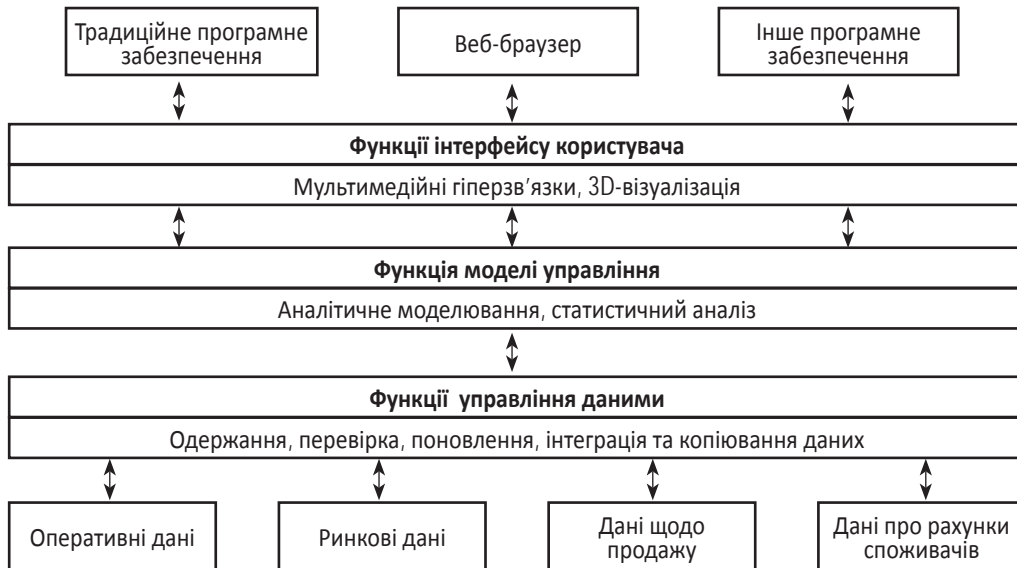 Традиційне програмне
забезпечення
Веб-браузер
Інше програмне
забезпечення
Функції інтерфейсу користувача
Мультимедійні гіперзв’язки, 3D-візуалізація
Функція моделі управління
Аналітичне моделювання, статистичний аналіз
Функції управління даними
Одержання, перевірка, поновлення, інтеграція та копіювання даних
Оперативні дані
Ринкові дані
Дані щодо
продажу
Дані про рахунки
споживачів